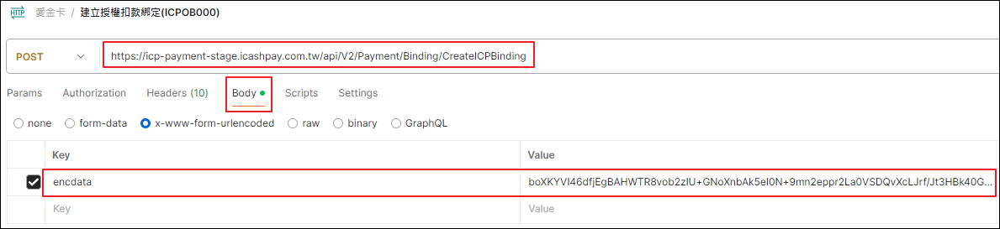 HTTP 愛金卡 / 建立授權扣款綁定(ICPOB000)
POST https://icp-payment-stage.icashpay.com.tw/api/V2/Payment/Binding/CreateICPBinding
Params Authorization Headers (10) Body Scripts Settings
none form-data x-www-form-urlencoded raw binary GraphQL
Key Value
encdata boXKYVI46dfjEgBAHWTR8vob2zIU+GNoXnbAk5eI0N+9mn2eppr2La0VSDQvXcLJrf/Jt3HBk40G...
Key Value